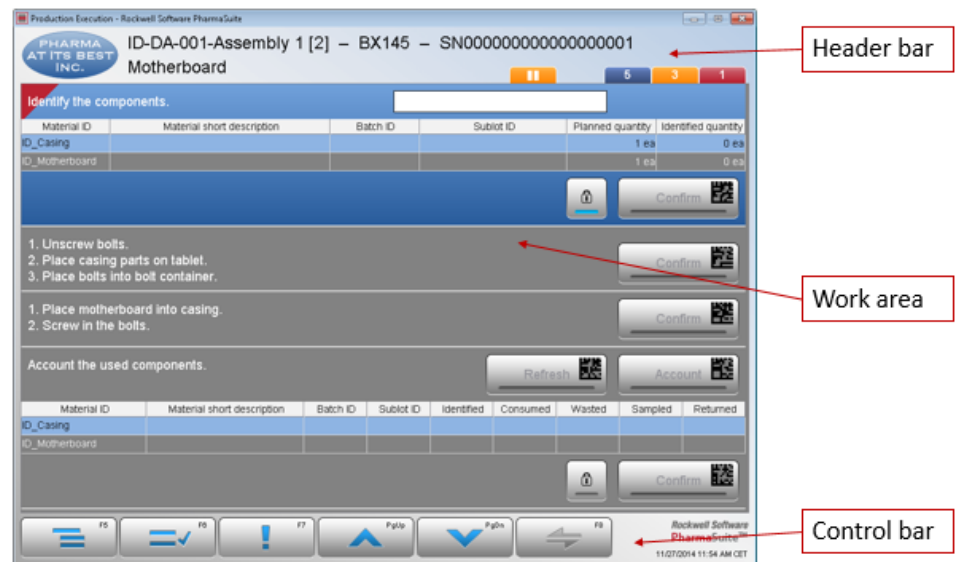 Production Execution - Rockwell Software PharmaSuite
PHARMA
AT ITS BEST
INC.
ID-DA-001-Assembly 1 [2] – BX145 – SN000000000000000001
Motherboard
5 3 1
Header bar
Identify the components.
Material ID Material short description Batch ID Sublot ID Planned quantity Identified quantity
ID_Casing 1 ea 0 ea
ID_Motherboard 1 ea 0 ea
Confirm
1. Unscrew bolts.
2. Place casing parts on tablet.
3. Place bolts into bolt container.
Confirm
Work area
1. Place motherboard into casing.
2. Screw in the bolts.
Confirm
Account the used components.
Refresh Account
Material ID Material short description Batch ID Sublot ID Identified Consumed Wasted Sampled Returned
ID_Casing
ID_Motherboard
Confirm
F5 F6 F7 PgUp PgDn F8
Rockwell Software
PharmaSuite™
11/27/2014 11:54 AM CET
Control bar